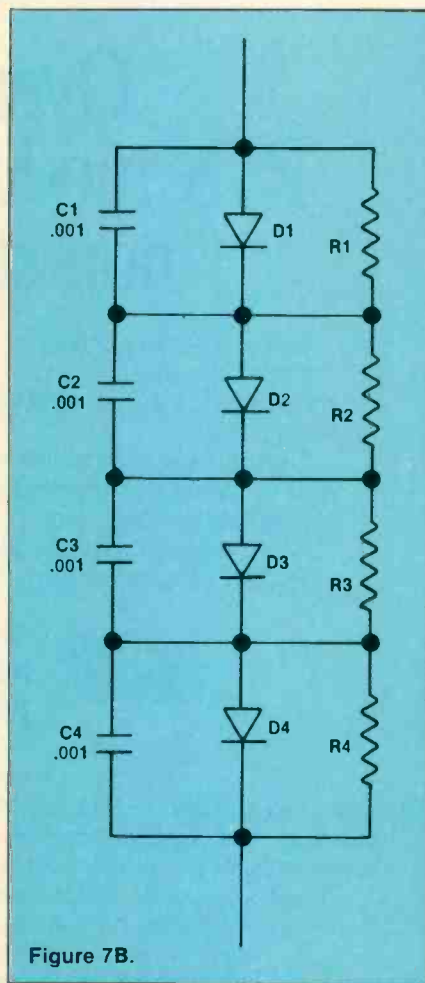 C1
.001
D1
R1
C2
.001
D2
R2
C3
.001
D3
R3
C4
.001
D4
R4
Figure 7B.